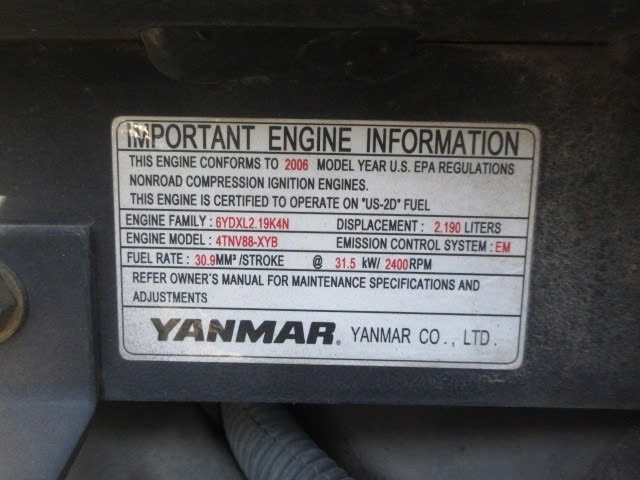 IMPORTANT ENGINE INFORMATION
THIS ENGINE CONFORMS TO 2006 MODEL YEAR U.S. EPA REGULATIONS
NONROAD COMPRESSION IGNITION ENGINES.
THIS ENGINE IS CERTIFIED TO OPERATE ON "US-2D" FUEL
ENGINE FAMILY : 6YDXL2.19K4N DISPLACEMENT : 2.190 LITERS
ENGINE MODEL : 4TNV88-XYB EMISSION CONTROL SYSTEM : EM
FUEL RATE : 30.9MM³ /STROKE @ 31.5 kW/ 2400RPM
REFER OWNER'S MANUAL FOR MAINTENANCE SPECIFICATIONS AND
ADJUSTMENTS
YANMAR® YANMAR CO., LTD.